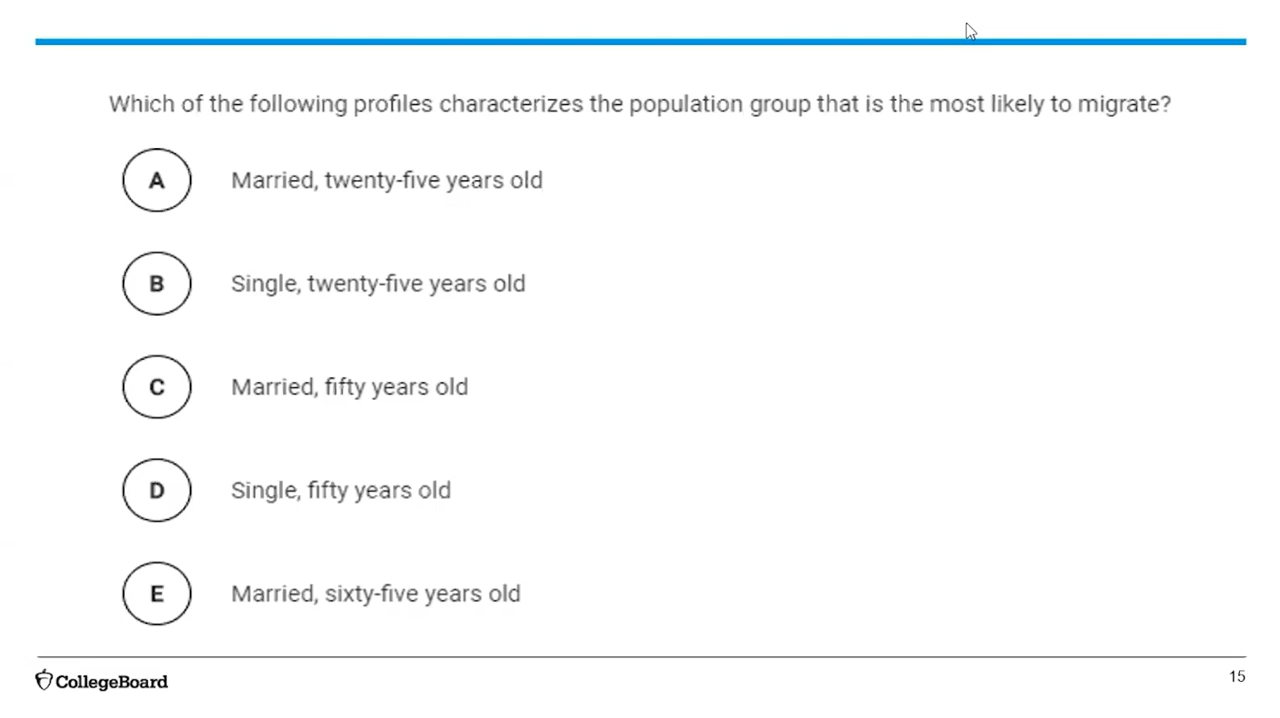 Which of the following profiles characterizes the population group that is the most likely to migrate?
A Married, twenty-five years old
B Single, twenty-five years old
C Married, fifty years old
D Single, fifty years old
E Married, sixty-five years old
CollegeBoard
15